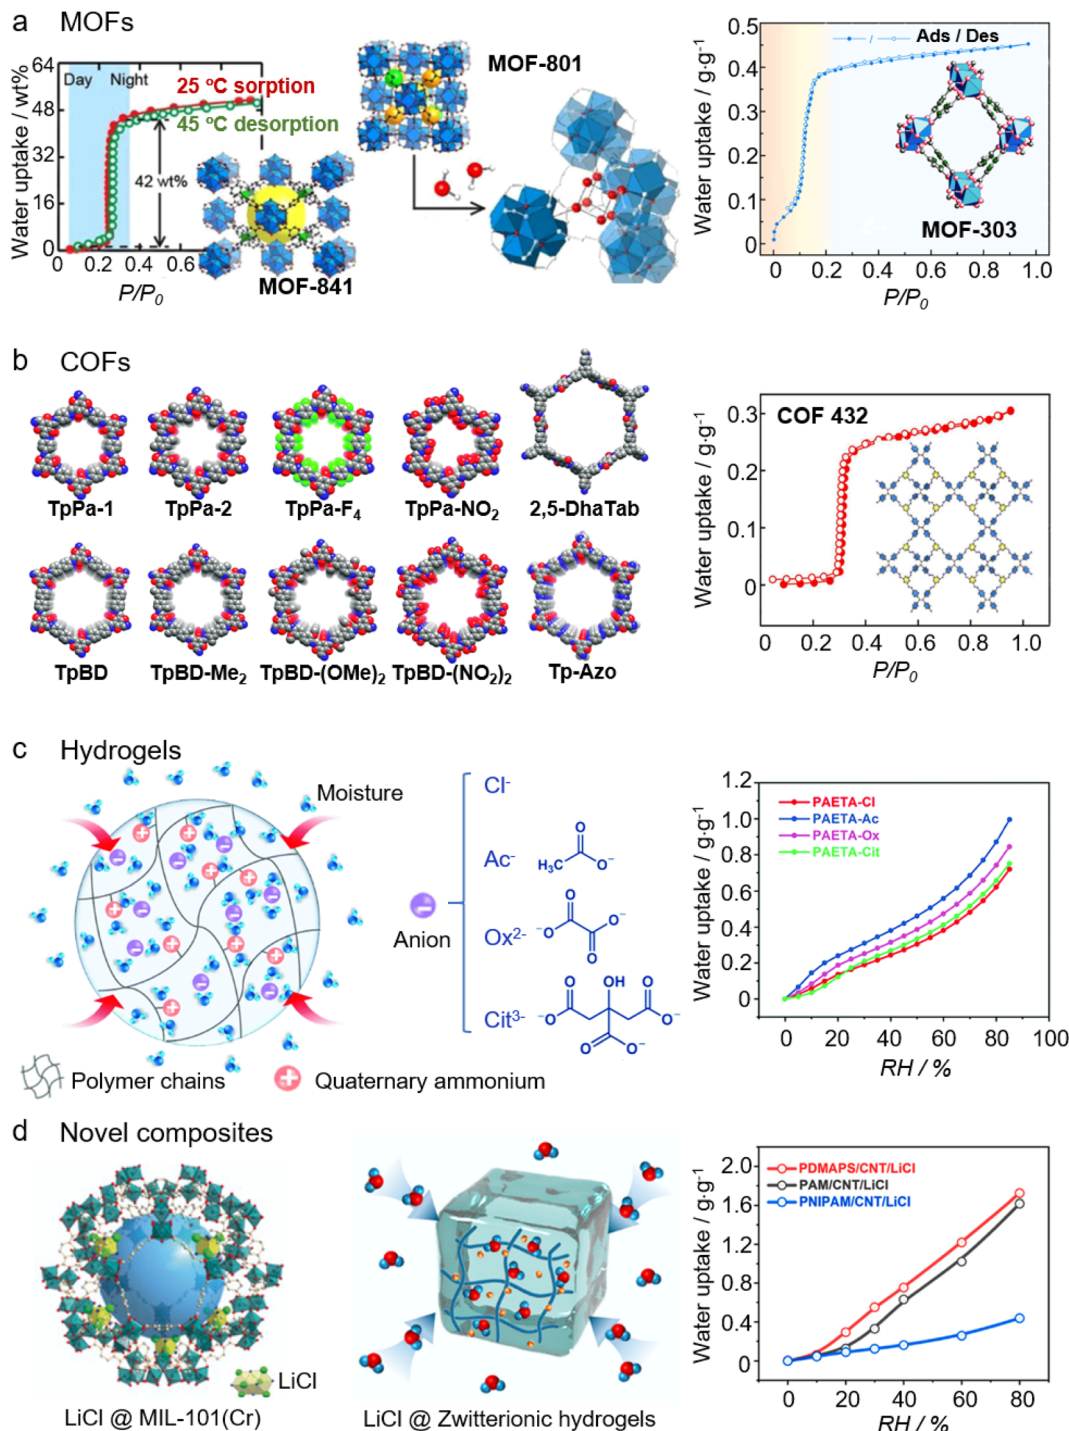 a MOFs
64
48
32
16
0
Water uptake / wt%
Day
Night
25 °C sorption
45 °C desorption
42 wt%
0
0.2
0.4
0.6
P/P₀
MOF-841
MOF-801
0.5
0.4
0.3
0.2
0.1
0
Water uptake / g·g⁻¹
/ Ads / Des
MOF-303
0.0 0.2 0.4 0.6 0.8 1.0
P/P₀
b COFs
TpPa-1
TpPa-2
TpPa-F₄
TpPa-NO₂
2,5-DhaTab
TpBD
TpBD-Me₂
TpBD-(OMe)₂
TpBD-(NO₂)₂
Tp-Azo
0.3
0.2
0.1
0
Water uptake / g·g⁻¹
COF 432
0.0 0.2 0.4 0.6 0.8 1.0
P/P₀
c Hydrogels
Moisture
Anion
Cl⁻
Ac⁻
H₃C
O
O⁻
Ox²⁻
⁻O
O
O⁻
O
Cit³⁻
O
OH
O
⁻O
O⁻
O
O⁻
Polymer chains
Quaternary ammonium
1.2
1.0
0.8
0.6
0.4
0.2
0
Water uptake / g·g⁻¹
PAETA-Cl
PAETA-Ac
PAETA-Ox
PAETA-Cit
0 20 40 60 80 100
RH / %
d Novel composites
LiCl
LiCl @ MIL-101(Cr)
LiCl @ Zwitterionic hydrogels
2.0
1.6
1.2
0.8
0.4
0
Water uptake / g·g⁻¹
PDMAPS/CNT/LiCl
PAM/CNT/LiCl
PNIPAM/CNT/LiCl
0 20 40 60 80
RH / %